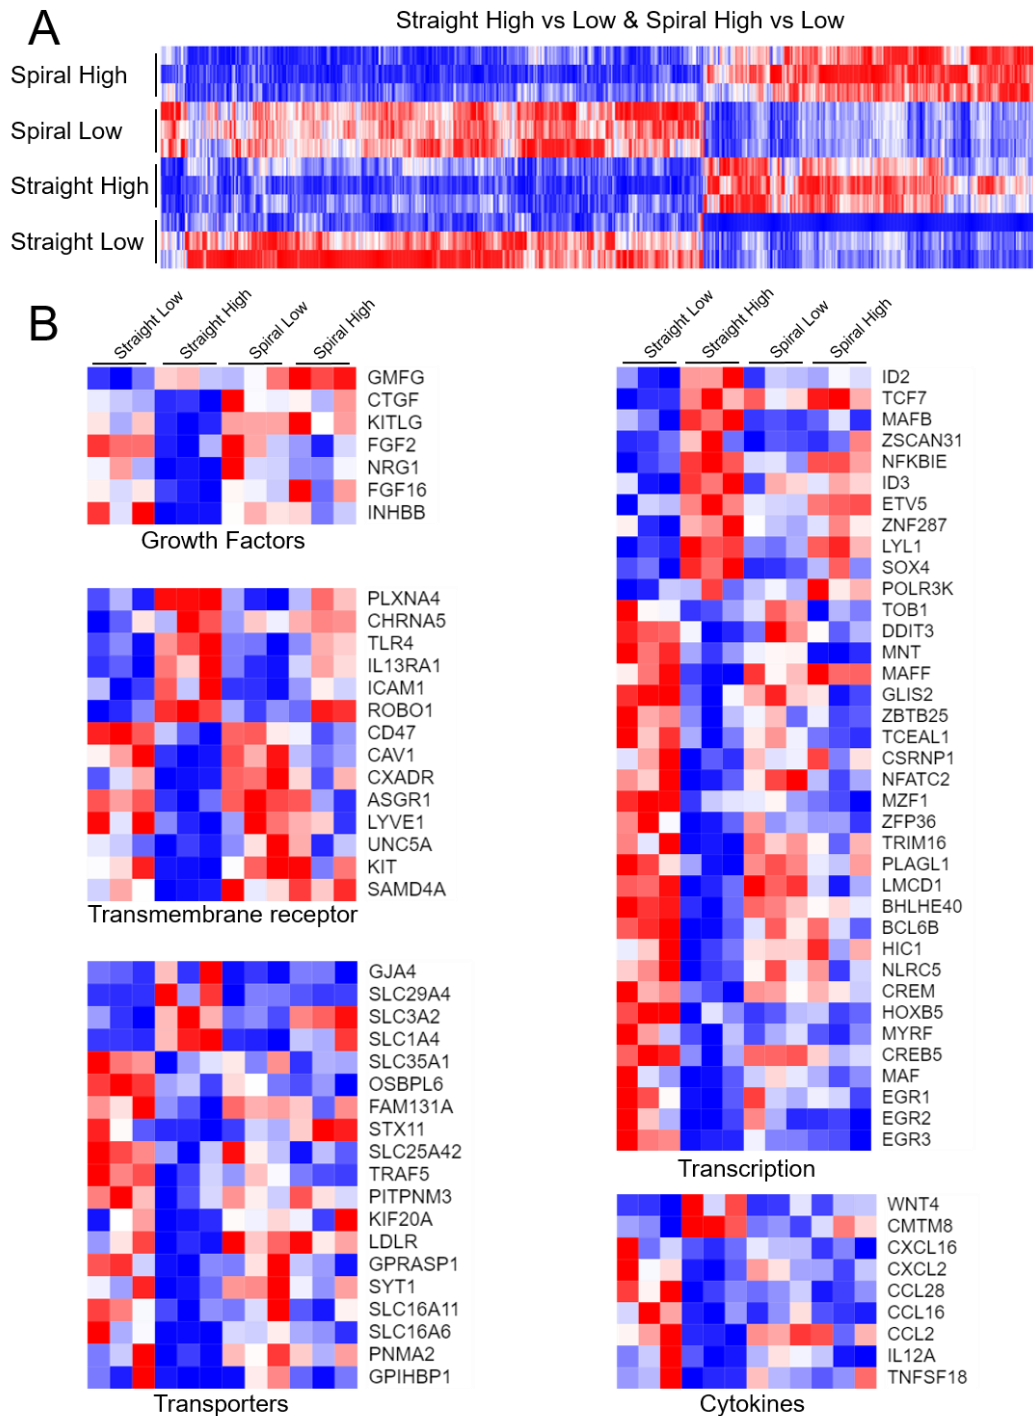 A
Straight High vs Low & Spiral High vs Low
Spiral High
Spiral Low
Straight High
Straight Low
B
Straight Low
Straight High
Spiral Low
Spiral High
GMFG
CTGF
KITLG
FGF2
NRG1
FGF16
INHBB
Growth Factors
PLXNA4
CHRNA5
TLR4
IL13RA1
ICAM1
ROBO1
CD47
CAV1
CXADR
ASGR1
LYVE1
UNC5A
KIT
SAMD4A
Transmembrane receptor
GJA4
SLC29A4
SLC3A2
SLC1A4
SLC35A1
OSBPL6
FAM131A
STX11
SLC25A42
TRAF5
PITPNM3
KIF20A
LDLR
GPRASP1
SYT1
SLC16A11
SLC16A6
PNMA2
GPIHBP1
Transporters
Straight Low
Straight High
Spiral Low
Spiral High
ID2
TCF7
MAFB
ZSCAN31
NFKBIE
ID3
ETV5
ZNF287
LYL1
SOX4
POLR3K
TOB1
DDIT3
MNT
MAFF
GLIS2
ZBTB25
TCEAL1
CSRNP1
NFATC2
MZF1
ZFP36
TRIM16
PLAGL1
LMCD1
BHLHE40
BCL6B
HIC1
NLRC5
CREM
HOXB5
MYRF
CREB5
MAF
EGR1
EGR2
EGR3
Transcription
WNT4
CMTM8
CXCL16
CXCL2
CCL28
CCL16
CCL2
IL12A
TNFSF18
Cytokines